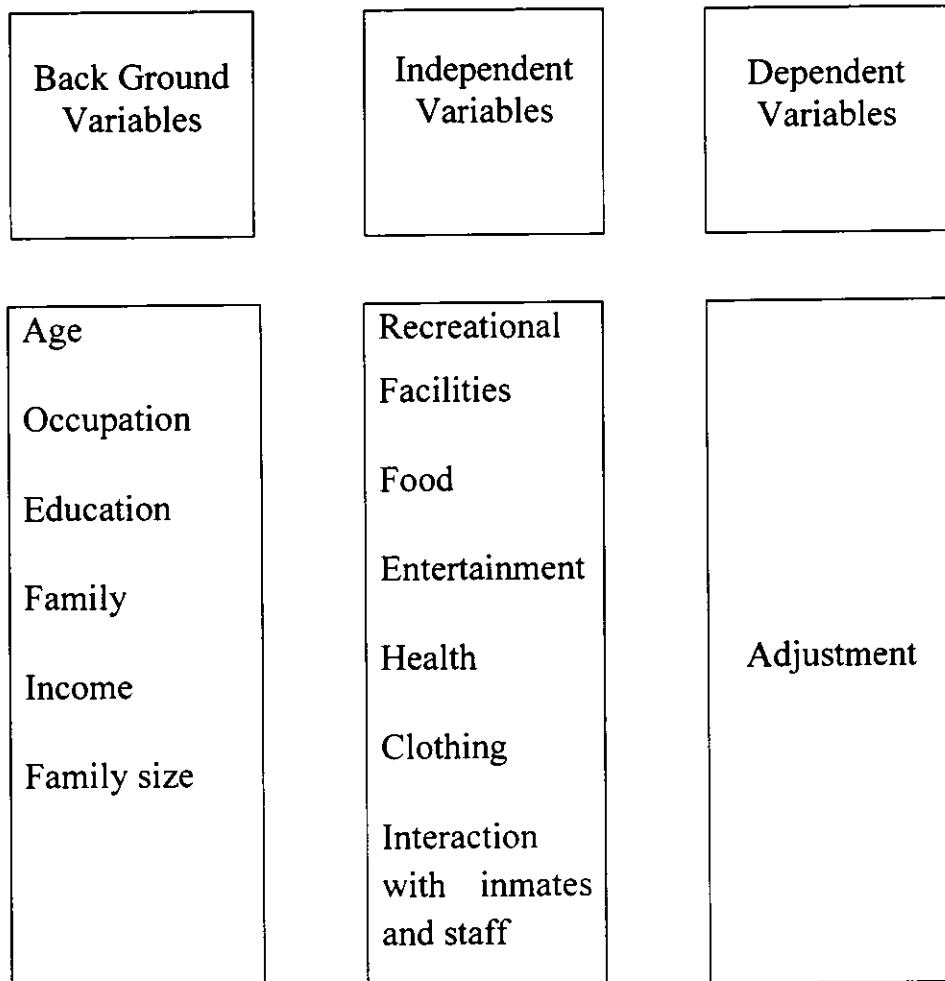 Back Ground
Variables
Independent
Variables
Dependent
Variables
Age
Occupation
Education
Family
Income
Family size
Recreational
Facilities
Food
Entertainment
Health
Clothing
Interaction
with inmates
and staff
Adjustment